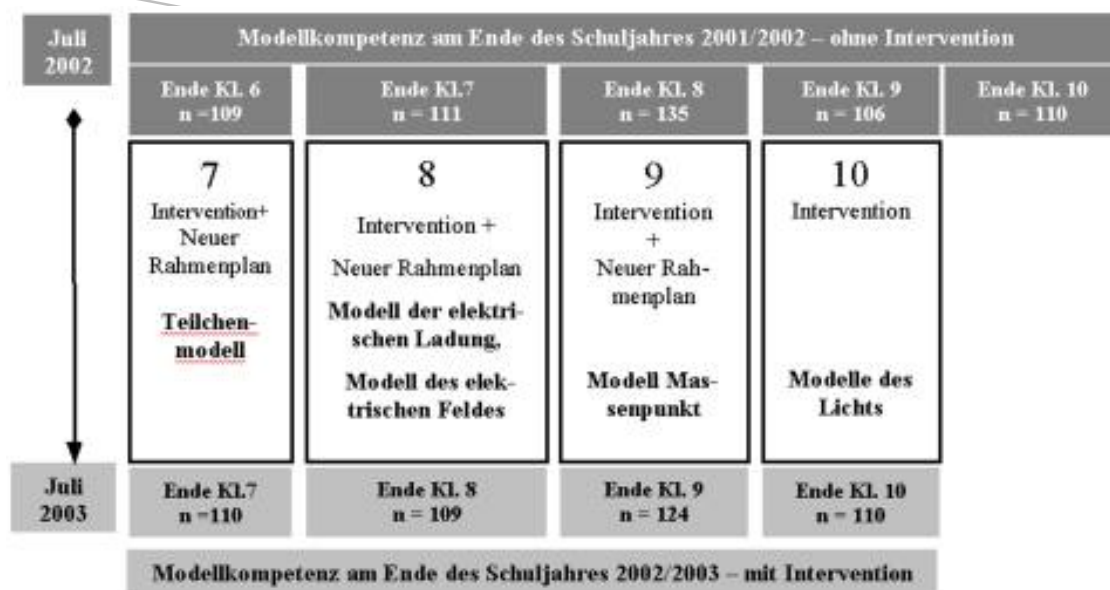 Juli
2002
Modellkompetenz am Ende des Schuljahres 2001/2002 – ohne Intervention
Ende Kl. 6
n =109
Ende Kl.7
n = 111
Ende Kl. 8
n = 135
Ende Kl. 9
n = 106
Ende Kl. 10
n = 110
7
Intervention+
Neuer
Rahmenplan
Teilchen-
modell
8
Intervention +
Neuer Rahmenplan
Modell der elektri-
schen Ladung,
Modell des elek-
trischen Feldes
9
Intervention
+
Neuer Rah-
menplan
Modell Mas-
senpunkt
10
Intervention
Modelle des
Lichts
Juli
2003
Ende Kl.7
n =110
Ende Kl. 8
n = 109
Ende Kl. 9
n = 124
Ende Kl. 10
n = 110
Modellkompetenz am Ende des Schuljahres 2002/2003 – mit Intervention